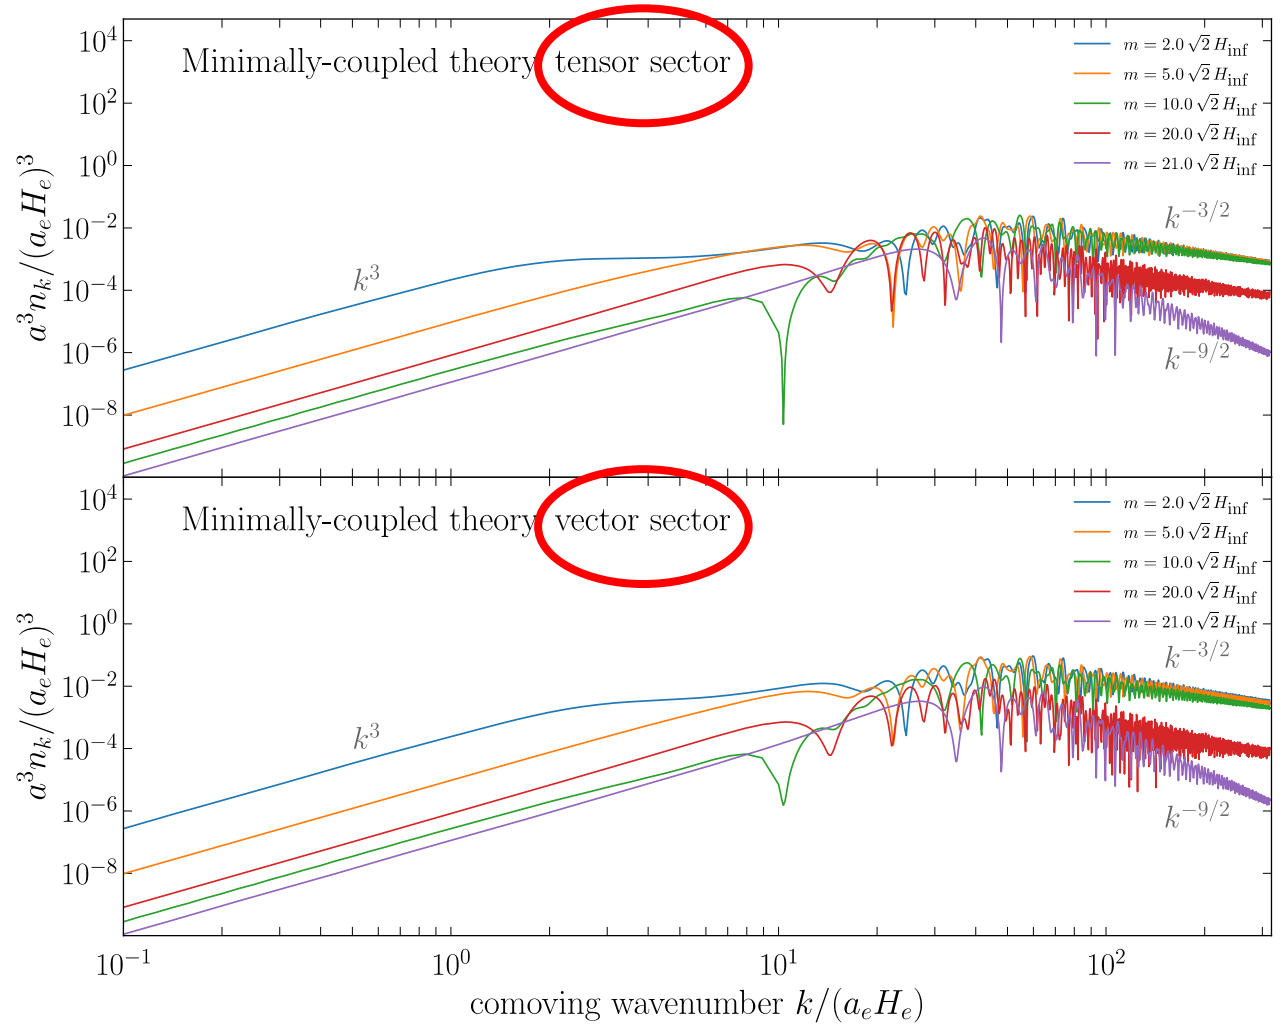 Minimally-coupled theory tensor sector
m = 2.0 √2 H_inf
m = 5.0 √2 H_inf
m = 10.0 √2 H_inf
m = 20.0 √2 H_inf
m = 21.0 √2 H_inf
10^4
10^2
10^0
10^−2
10^−4
10^−6
10^−8
a^3 n_k/(a_e H_e)^3
k^3
k^−3/2
k^−9/2
Minimally-coupled theory vector sector
m = 2.0 √2 H_inf
m = 5.0 √2 H_inf
m = 10.0 √2 H_inf
m = 20.0 √2 H_inf
m = 21.0 √2 H_inf
10^4
10^2
10^0
10^−2
10^−4
10^−6
10^−8
a^3 n_k/(a_e H_e)^3
k^3
k^−3/2
k^−9/2
10^−1 10^0 10^1 10^2
comoving wavenumber k/(a_e H_e)